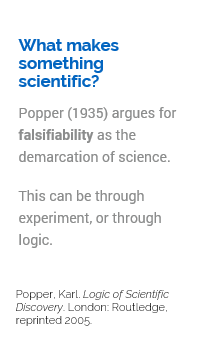 What makes
something
scientific?
Popper (1935) argues for
falsifiability as the
demarcation of science.
This can be through
experiment, or through
logic.
Popper, Karl. Logic of Scientific
Discovery. London: Routledge,
reprinted 2005.